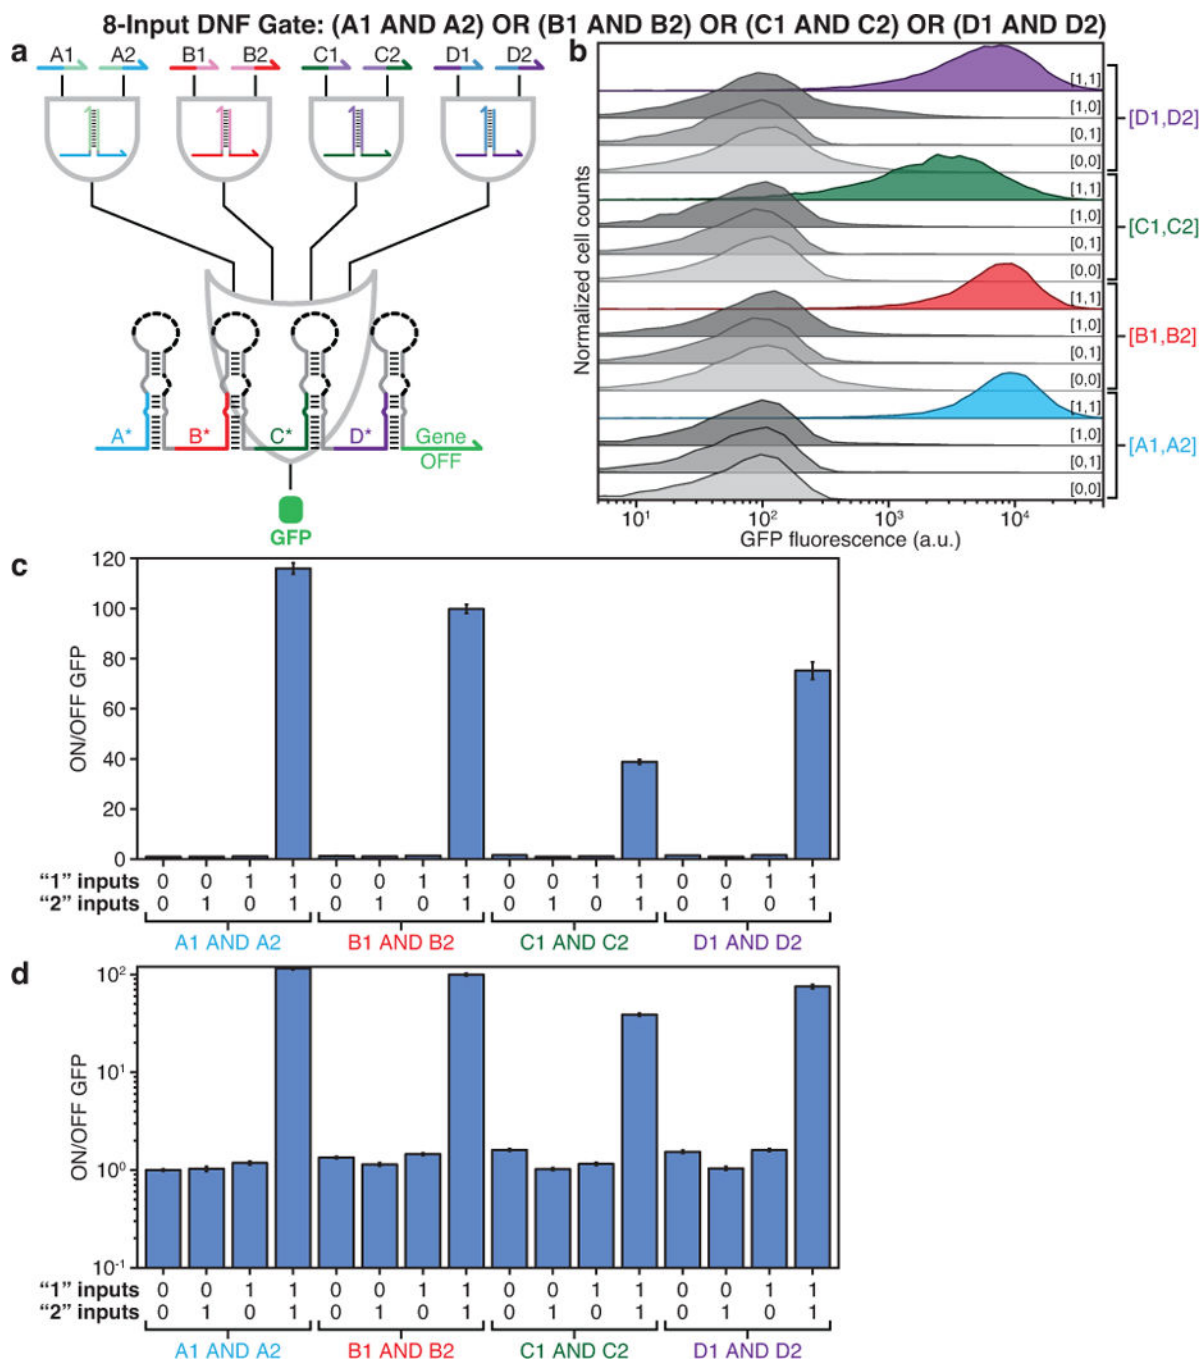 8-Input DNF Gate: (A1 AND A2) OR (B1 AND B2) OR (C1 AND C2) OR (D1 AND D2)
a
A1 A2 B1 B2 C1 C2 D1 D2
A* B* C* D* Gene
OFF
GFP
b
Normalized cell counts
[1,1]
[1,0]
[0,1]
[0,0]
[D1,D2]
[1,1]
[1,0]
[0,1]
[0,0]
[C1,C2]
[1,1]
[1,0]
[0,1]
[0,0]
[B1,B2]
[1,1]
[1,0]
[0,1]
[0,0]
[A1,A2]
10¹ 10² 10³ 10⁴
GFP fluorescence (a.u.)
c
ON/OFF GFP
120
100
80
60
40
20
0
“1” inputs 0 0 1 1 0 0 1 1 0 0 1 1 0 0 1 1
“2” inputs 0 1 0 1 0 1 0 1 0 1 0 1 0 1 0 1
A1 AND A2 B1 AND B2 C1 AND C2 D1 AND D2
d
ON/OFF GFP
10²
10¹
10⁰
10⁻¹
“1” inputs 0 0 1 1 0 0 1 1 0 0 1 1 0 0 1 1
“2” inputs 0 1 0 1 0 1 0 1 0 1 0 1 0 1 0 1
A1 AND A2 B1 AND B2 C1 AND C2 D1 AND D2